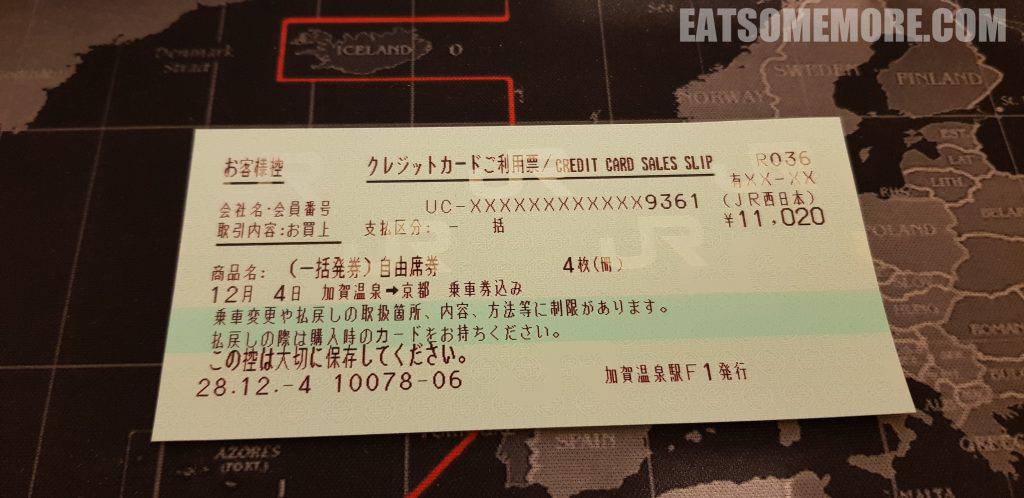 EATSOMEMORE.COM
Denmark Strait
ICELAND
NORWAY
SWEDEN
FINLAND
お客様控 クレジットカードご利用票/CREDIT CARD SALES SLIP R036
有XX-XX
会社名・会員番号 UC-XXXXXXXXXXXX9361 (JR西日本)
取引内容:お買上 支払区分: 一 括 ¥11,020
商品名: (一括発券)自由席券 4枚(冊)
12月 4日 加賀温泉➡京都 乗車券込み
乗車変更や払戻しの取扱箇所、内容、方法等に制限があります。
払戻しの際は購入時のカードをお持ちください。
この控は大切に保存してください。
28.12.-4 10078-06 加賀温泉駅F1発行
EST
LAT
LITH
AZORES
(PORT.)
SPAIN